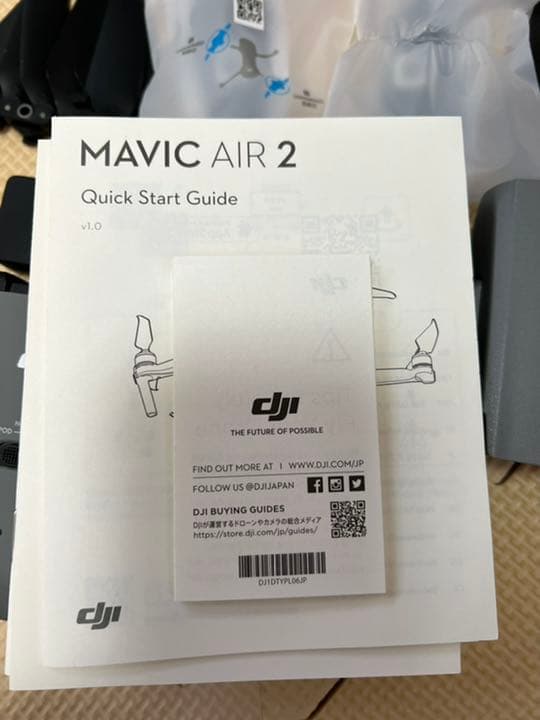 MAVIC AIR 2
Quick Start Guide
v1.0
dji
THE FUTURE OF POSSIBLE
FIND OUT MORE AT | WWW.DJI.COM/JP
FOLLOW US @DJIJAPAN
DJI BUYING GUIDES
DJIが運営するドローンやカメラの総合メディア
https://store.dji.com/jp/guides/
DJ1DTYPL06JP
dji